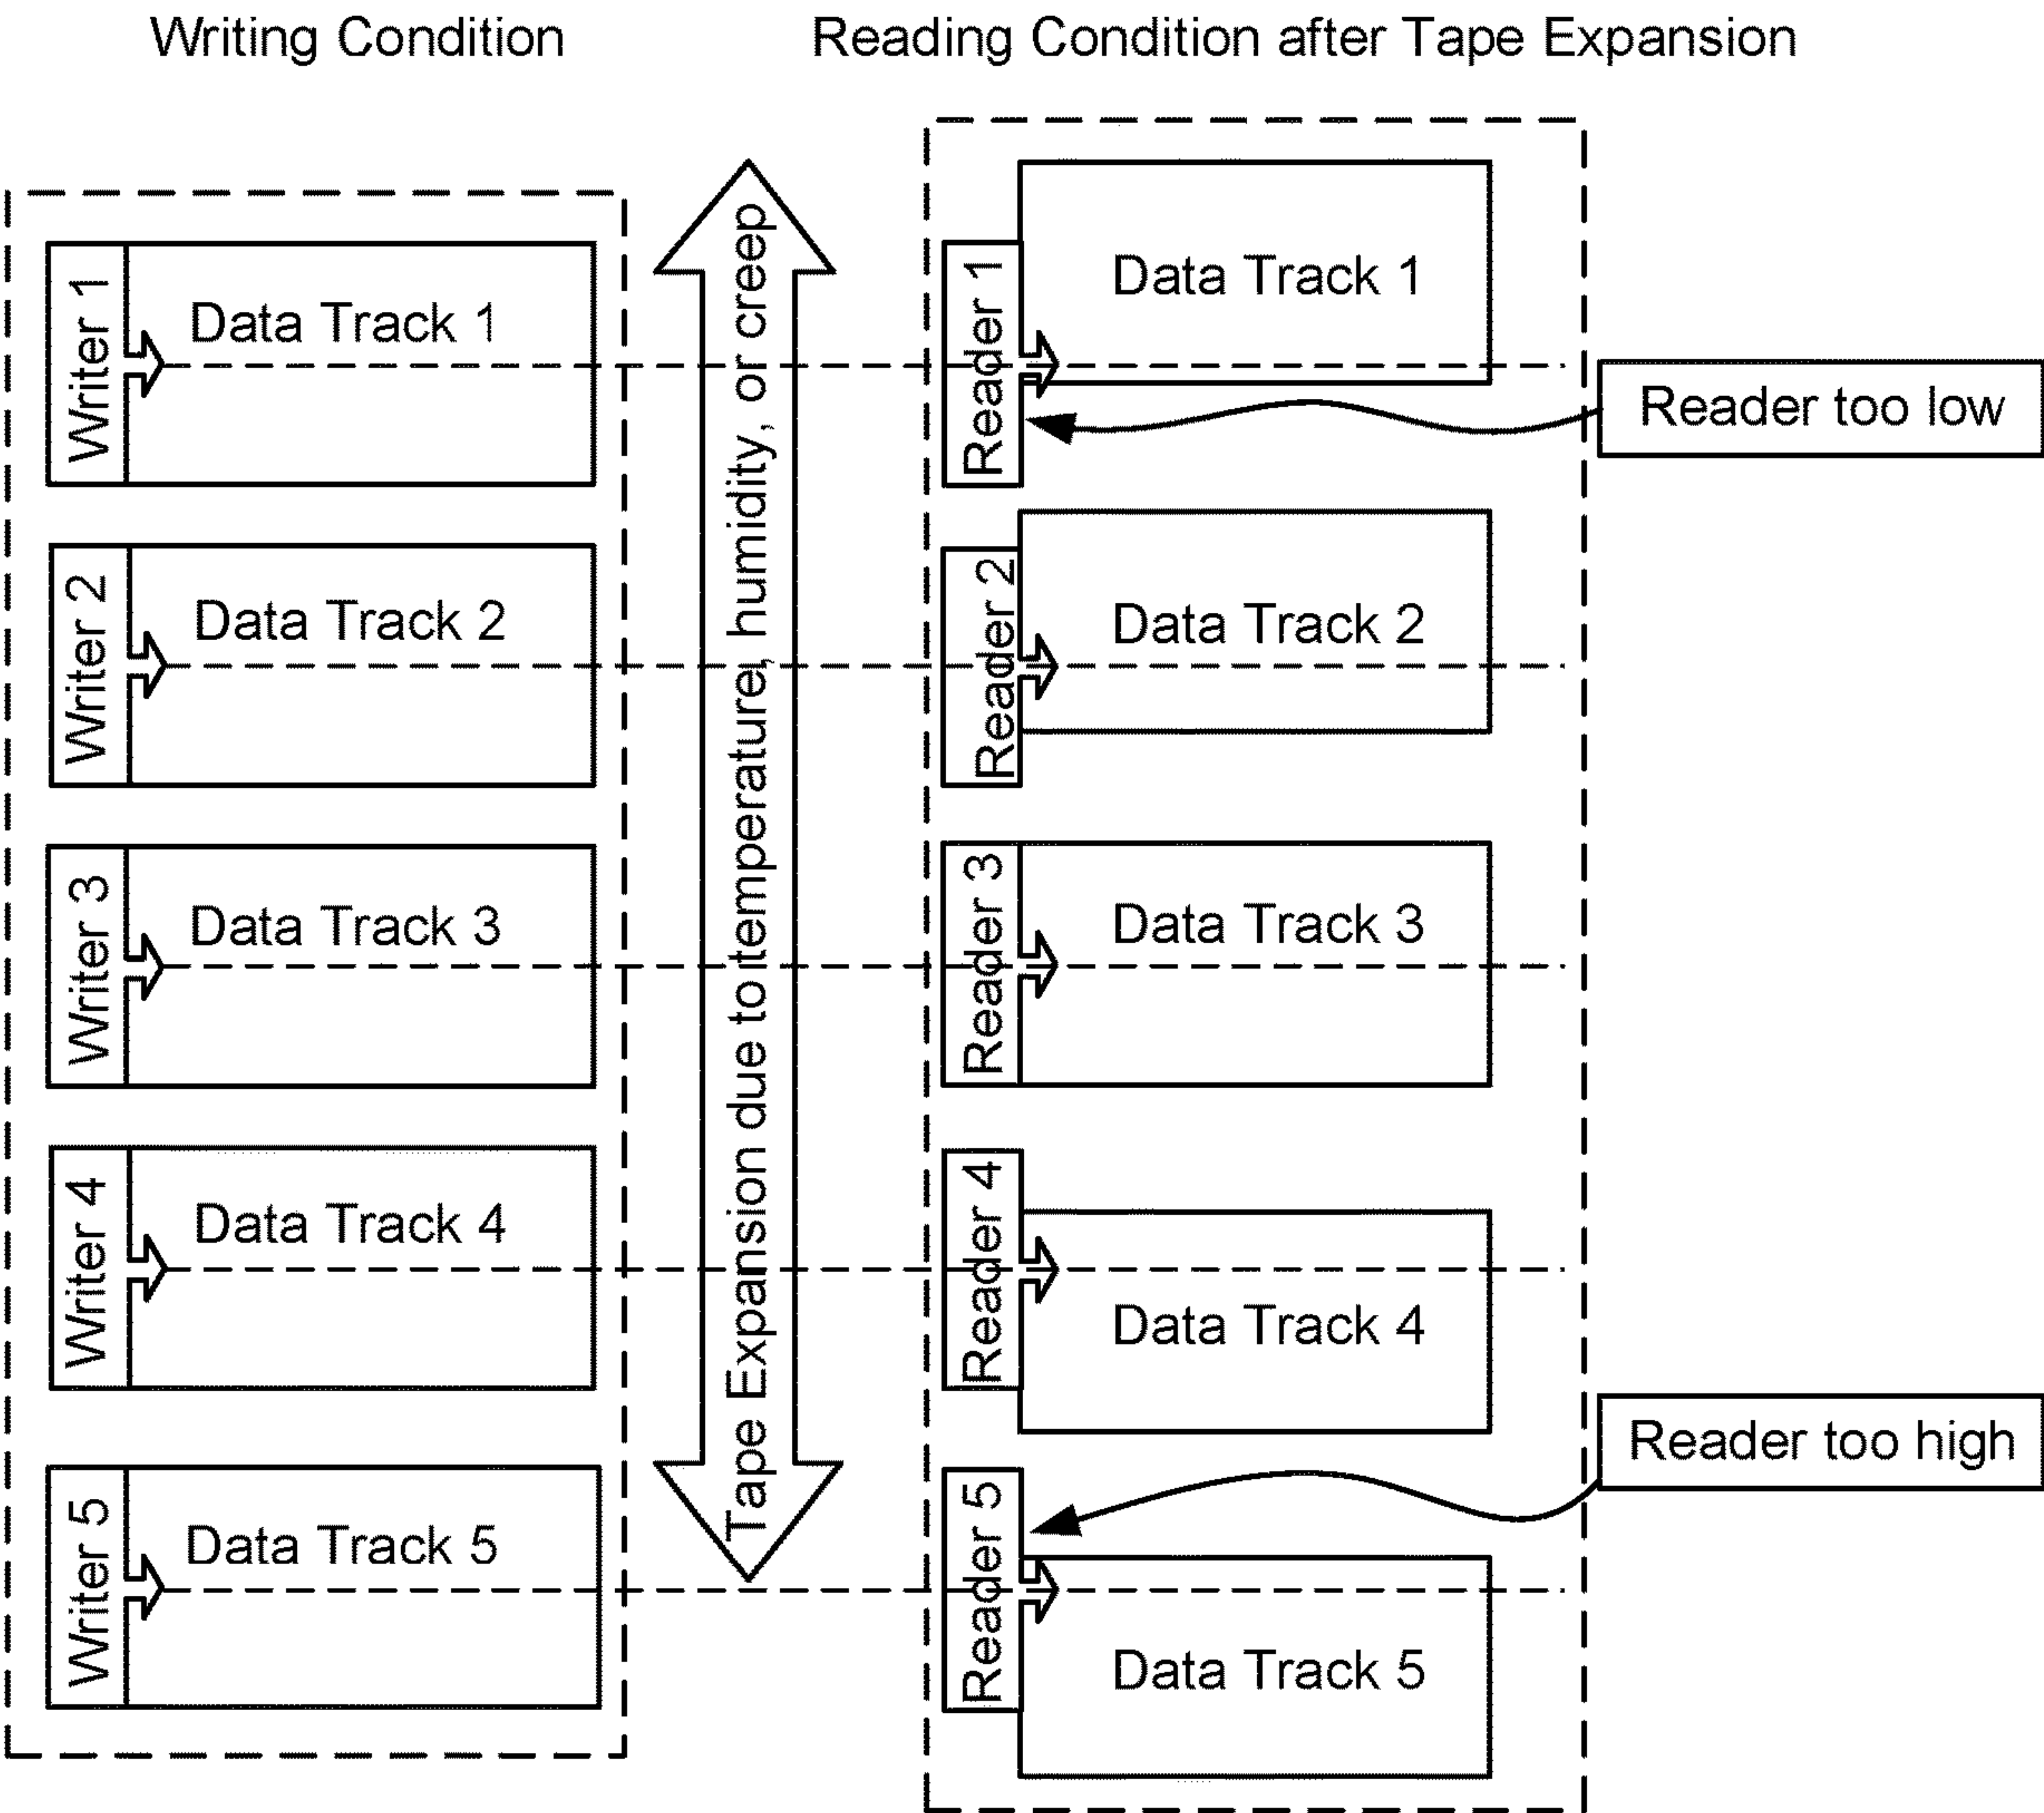 Writing Condition
Reading Condition after Tape Expansion
Writer 1
Data Track 1
Writer 2
Data Track 2
Writer 3
Data Track 3
Writer 4
Data Track 4
Writer 5
Data Track 5
Tape Expansion due to temperature, humidity, or creep
Reader 1
Data Track 1
Reader too low
Reader 2
Data Track 2
Reader 3
Data Track 3
Reader 4
Data Track 4
Reader too high
Reader 5
Data Track 5